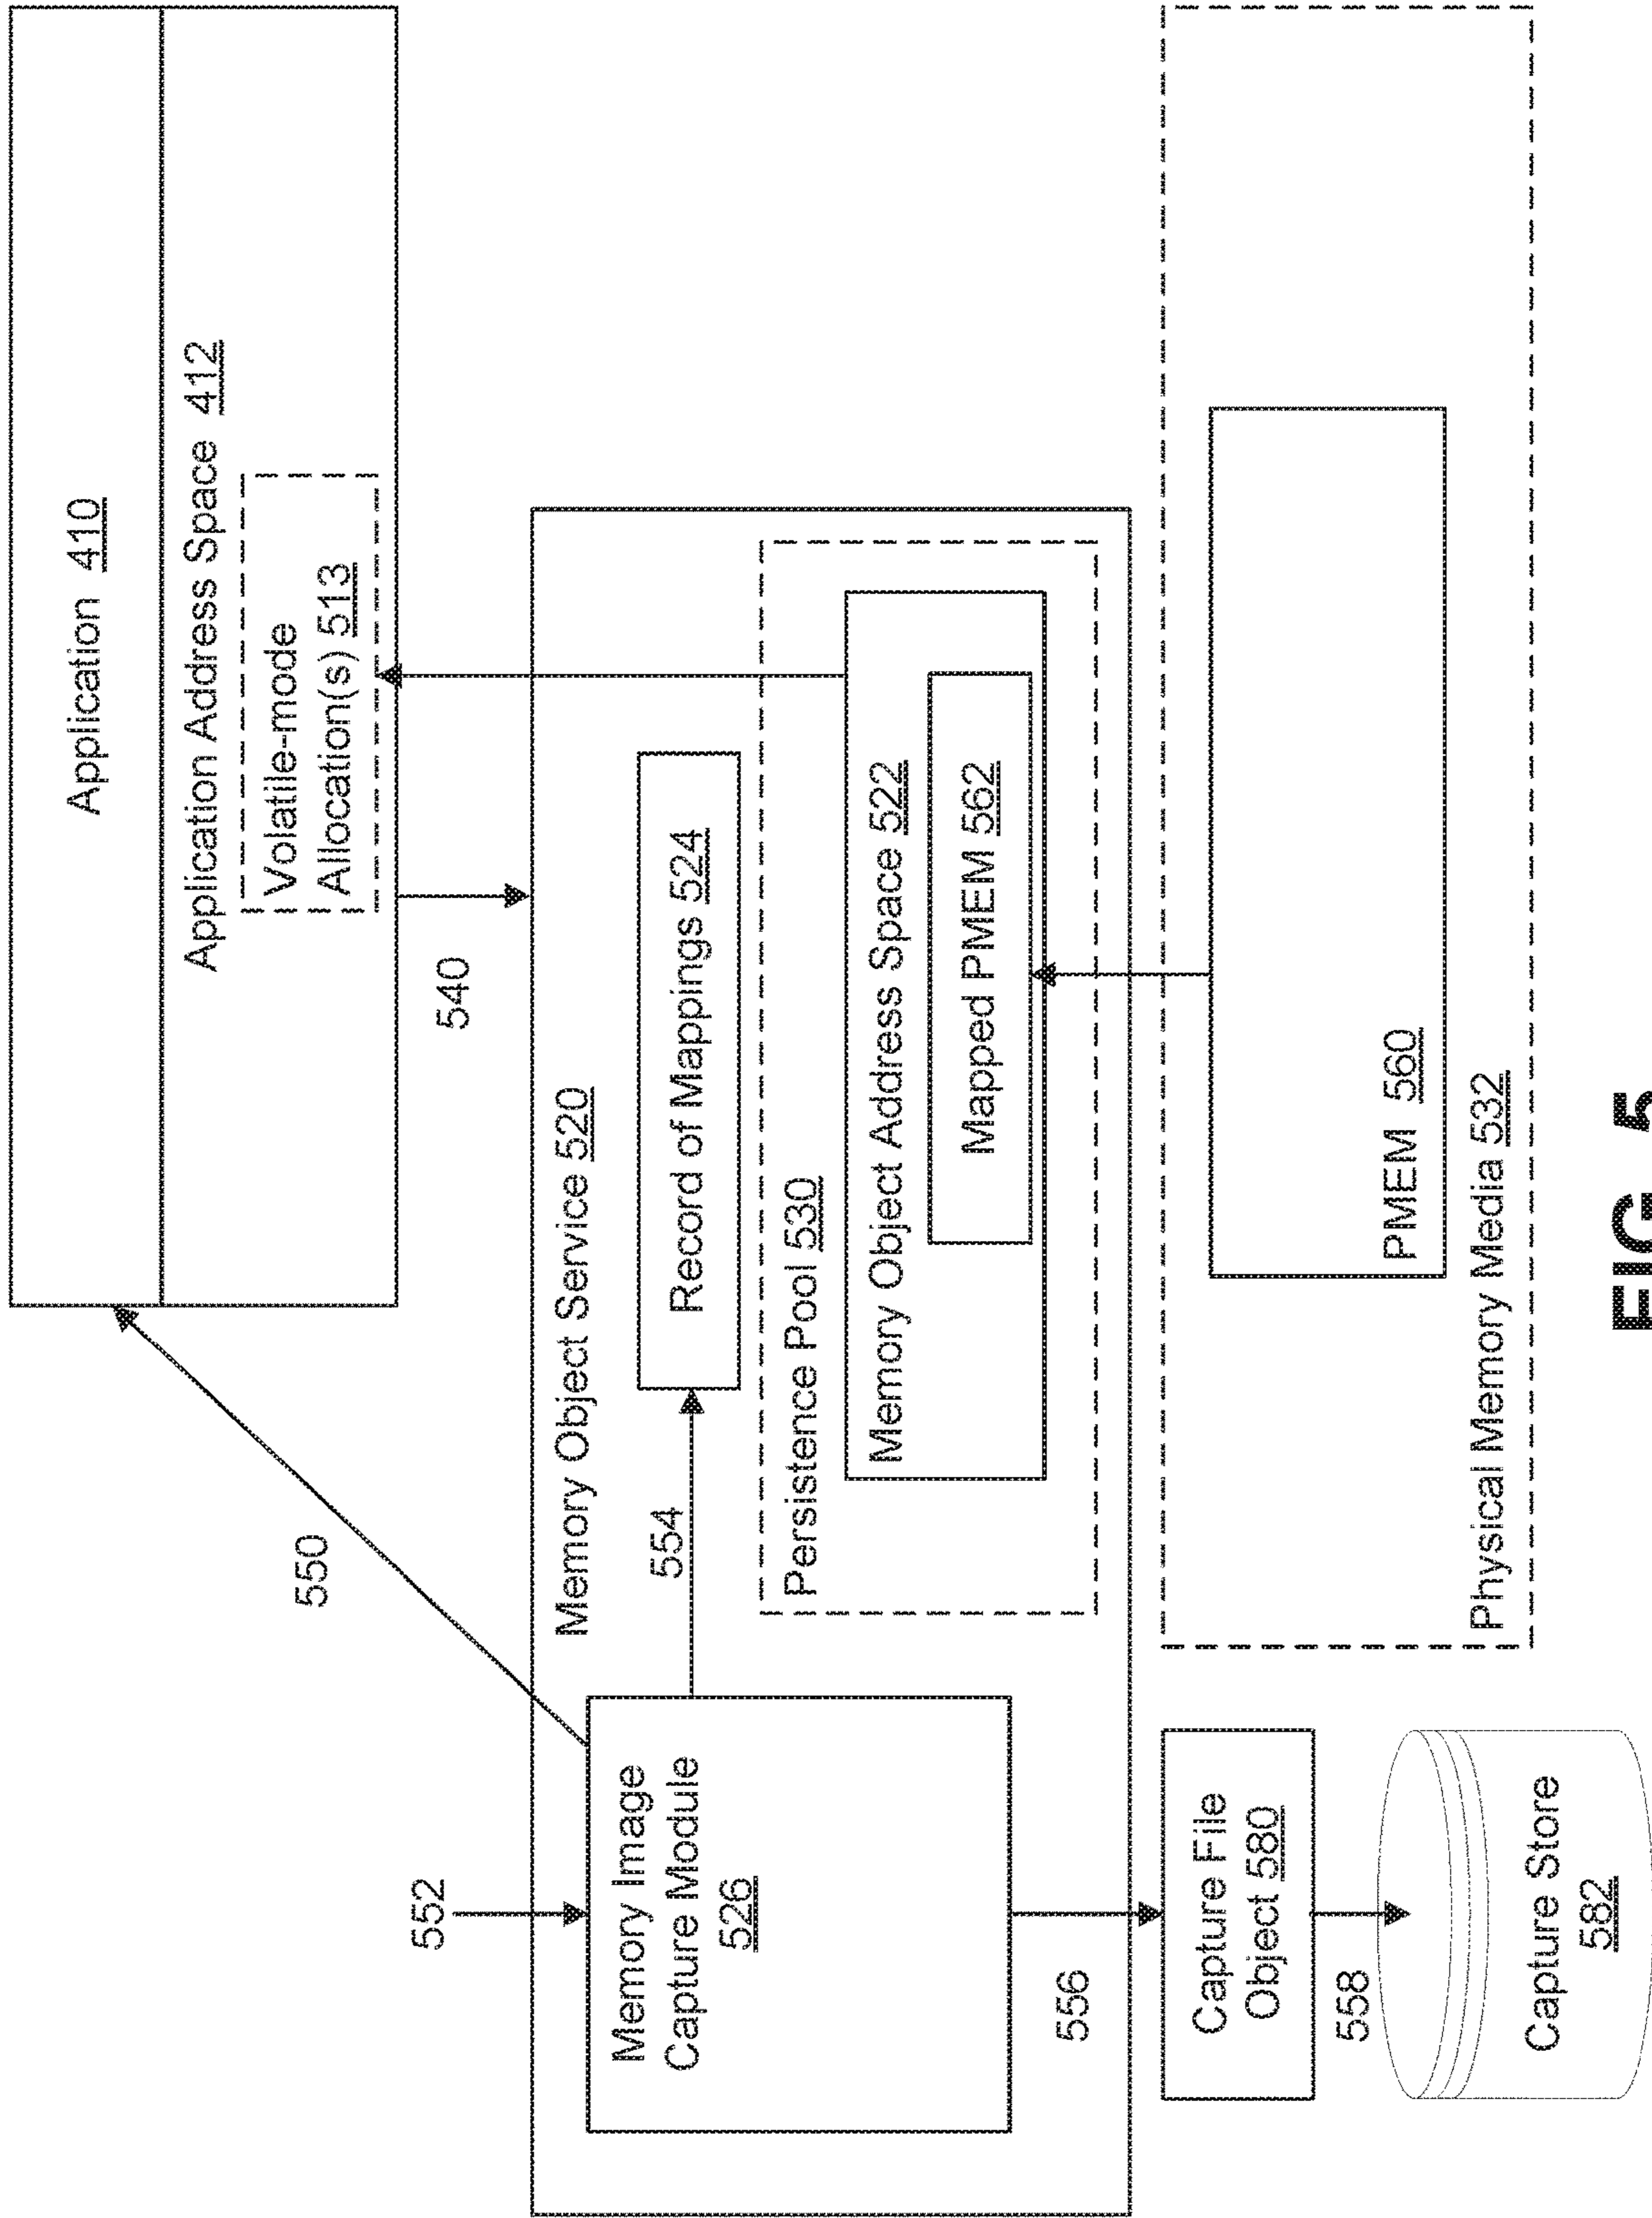 Application 410
Application Address Space 412
Volatile-mode
Allocation(s) 513
550
540
552
Memory Object Service 520
Memory Image
Capture Module
526
554
Record of Mappings 524
Persistence Pool 530
Memory Object Address Space 522
Mapped PMEM 562
556
Capture File
Object 580
558
Capture Store
582
PMEM 560
Physical Memory Media 532
FIG. 5